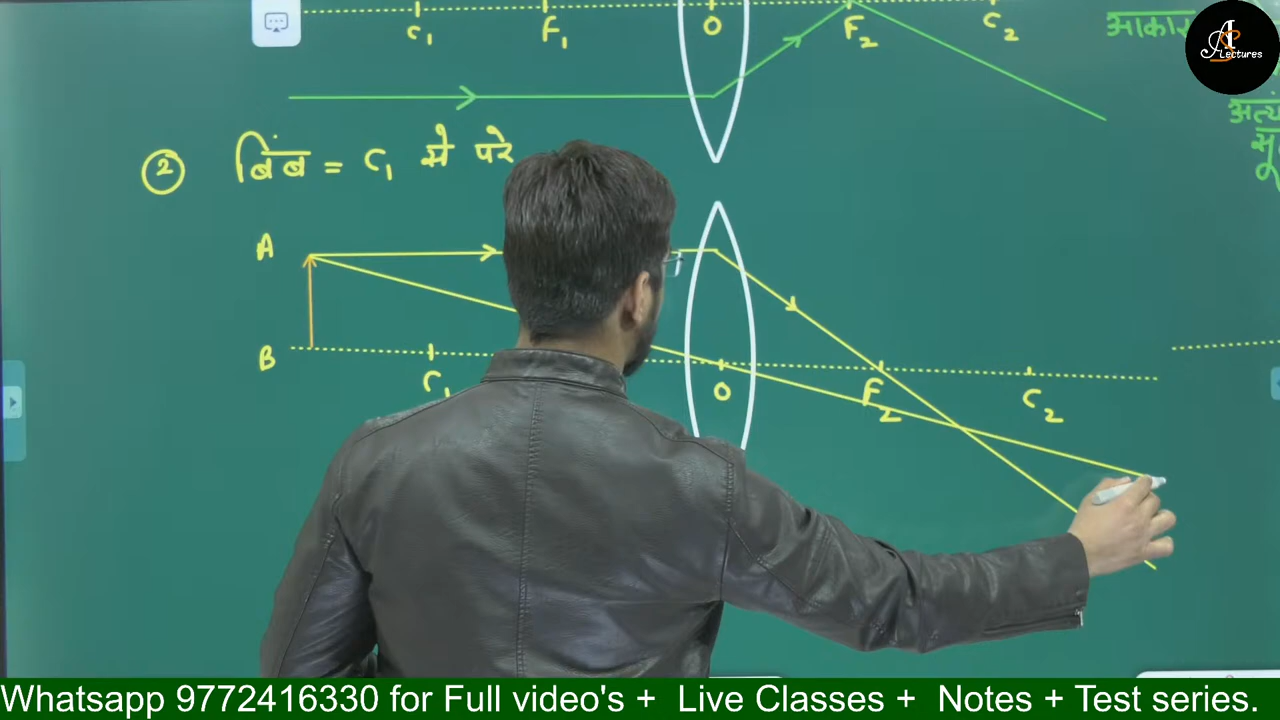 C₁ F₁ O F₂ C₂
आकार
AS Lectures
② बिंब = C₁ से परे
A
B C₁ O F₂ C₂
Whatsapp 9772416330 for Full video's + Live Classes + Notes + Test series.